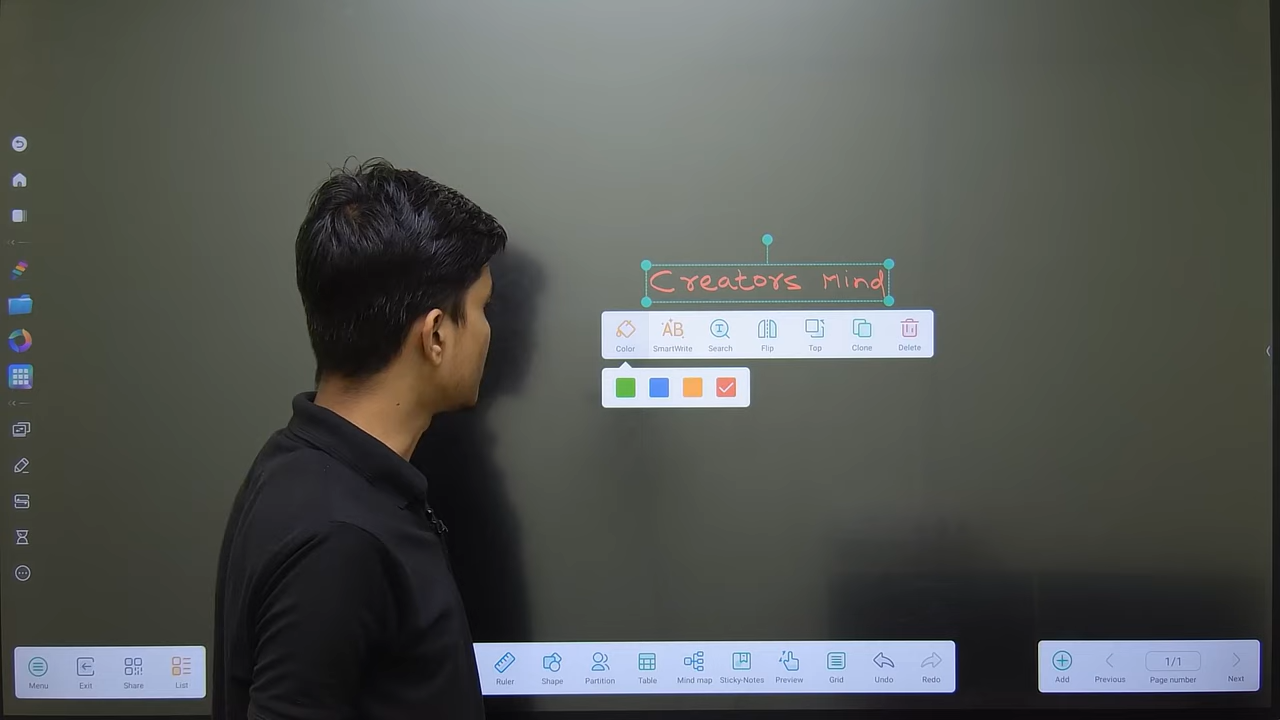 Creators Mind
Color SmartWrite Search Flip Top Clone Delete
Menu Exit Share List
Ruler Shape Partition Table Mind map Sticky-Notes Preview Grid Undo Redo
1/1
Add Previous Page number Next